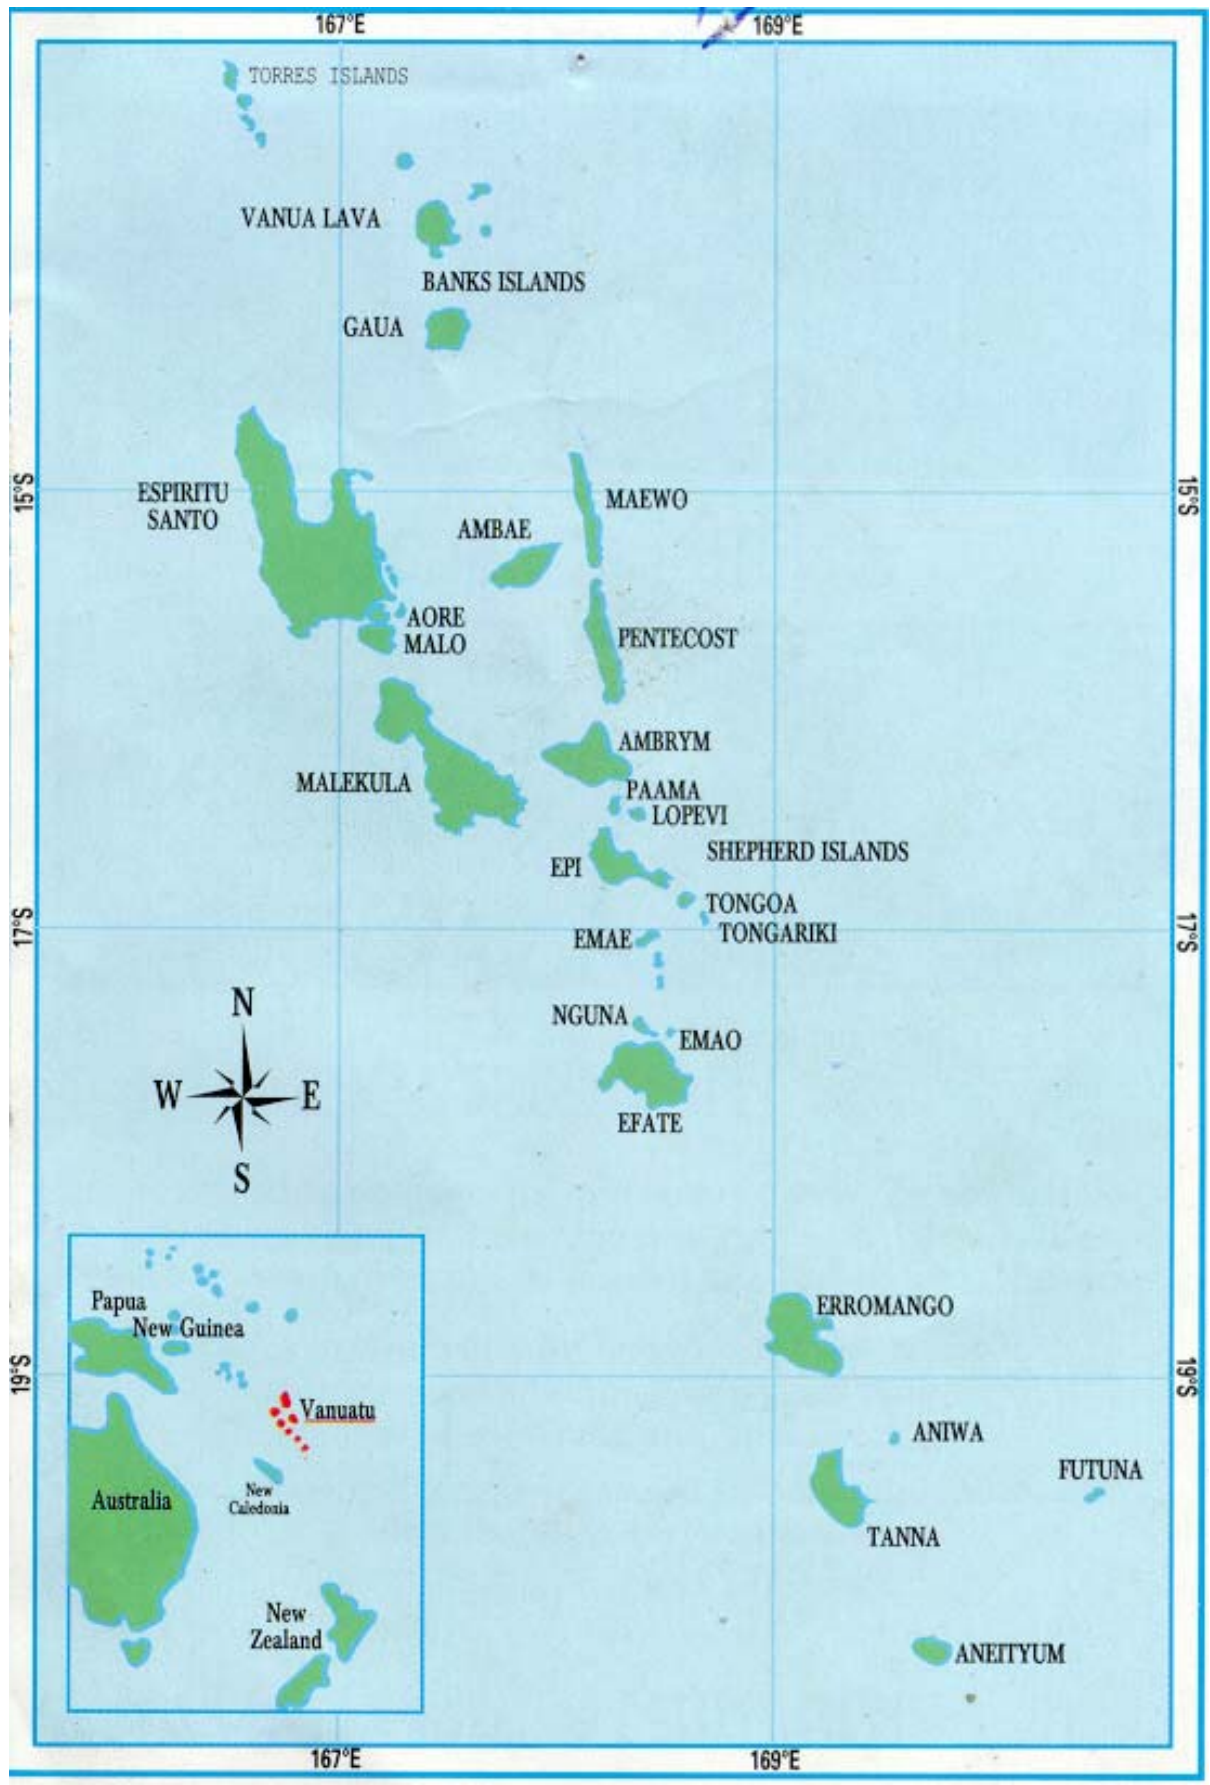 167°E
169°E
TORRES ISLANDS
VANUA LAVA
BANKS ISLANDS
GAUA
15°S
ESPIRITU
SANTO
MAEWO
15°S
AMBAE
AORE
MALO
PENTECOST
AMBRYM
MALEKULA
PAAMA
LOPEVI
SHEPHERD ISLANDS
EPI
TONGOA
17°S
TONGARIKI
17°S
EMAE
N
NGUNA
EMAO
W
E
EFATE
S
Papua
New Guinea
ERROMANGO
19°S
19°S
Vanuatu
ANIWA
FUTUNA
New
Caledonia
Australia
TANNA
New
Zealand
ANEITYUM
167°E
169°E